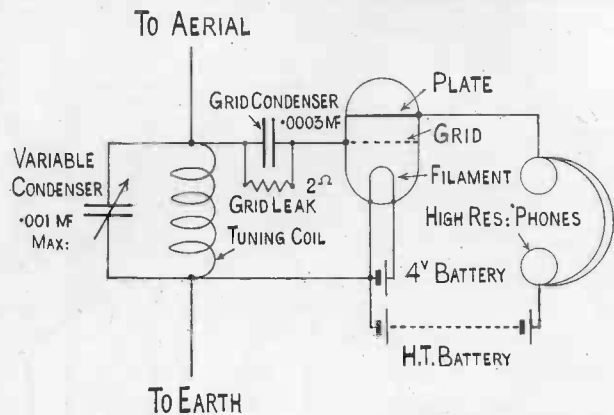 TO AERIAL
GRID CONDENSER
.0003 MF
PLATE
GRID
VARIABLE
CONDENSER
.001 MF
MAX:
2Ω
GRID LEAK
FILAMENT
HIGH RES: 'PHONES
TUNING COIL
4V BATTERY
H.T. BATTERY
TO EARTH